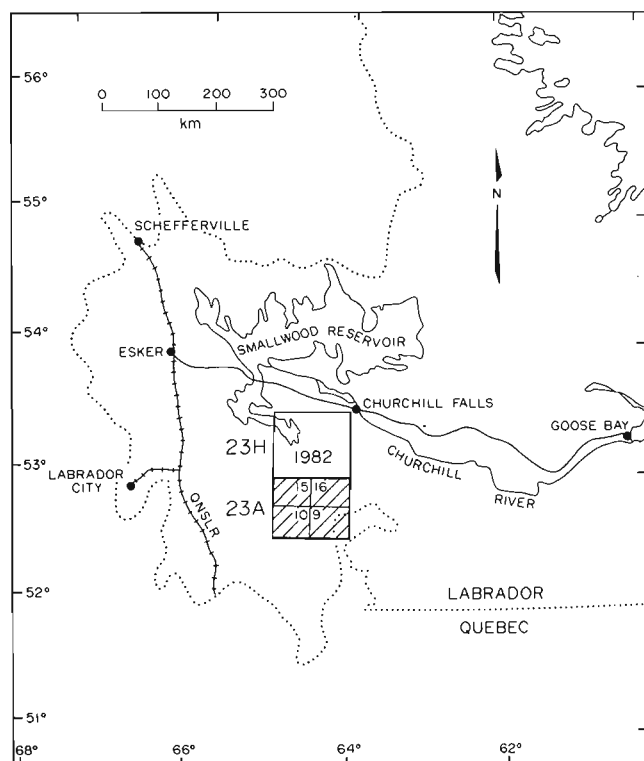 56°
0 100 200 300
km
55°
N
SCHEFFERVILLE
54°
SMALLWOOD RESERVOIR
ESKER
CHURCHILL FALLS
GOOSE BAY
23H
1982
53°
CHURCHILL
RIVER
LABRADOR
CITY
15 16
23A
10 9
QNSLR
52°
LABRADOR
QUEBEC
51°
68° 66° 64° 62°